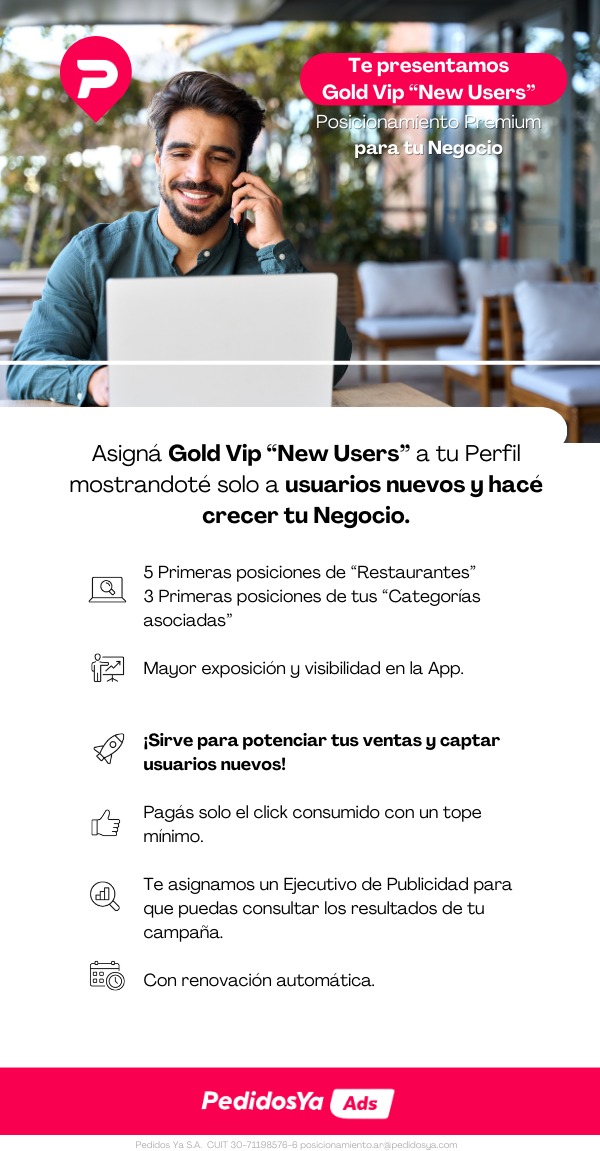 Te presentamos
Gold Vip “New Users”
Posicionamiento Premium
para tu Negocio
Asigná Gold Vip “New Users” a tu Perfil
mostrandoté solo a usuarios nuevos y hacé
crecer tu Negocio.
5 Primeras posiciones de “Restaurantes”
3 Primeras posiciones de tus “Categorías
asociadas”
Mayor exposición y visibilidad en la App.
¡Sirve para potenciar tus ventas y captar
usuarios nuevos!
Pagás solo el click consumido con un tope
mínimo.
Te asignamos un Ejecutivo de Publicidad para
que puedas consultar los resultados de tu
campaña.
Con renovación automática.
PedidosYa Ads
Pedidos Ya S.A. CUIT 30-71198576-6 posicionamiento.ar@pedidosya.com